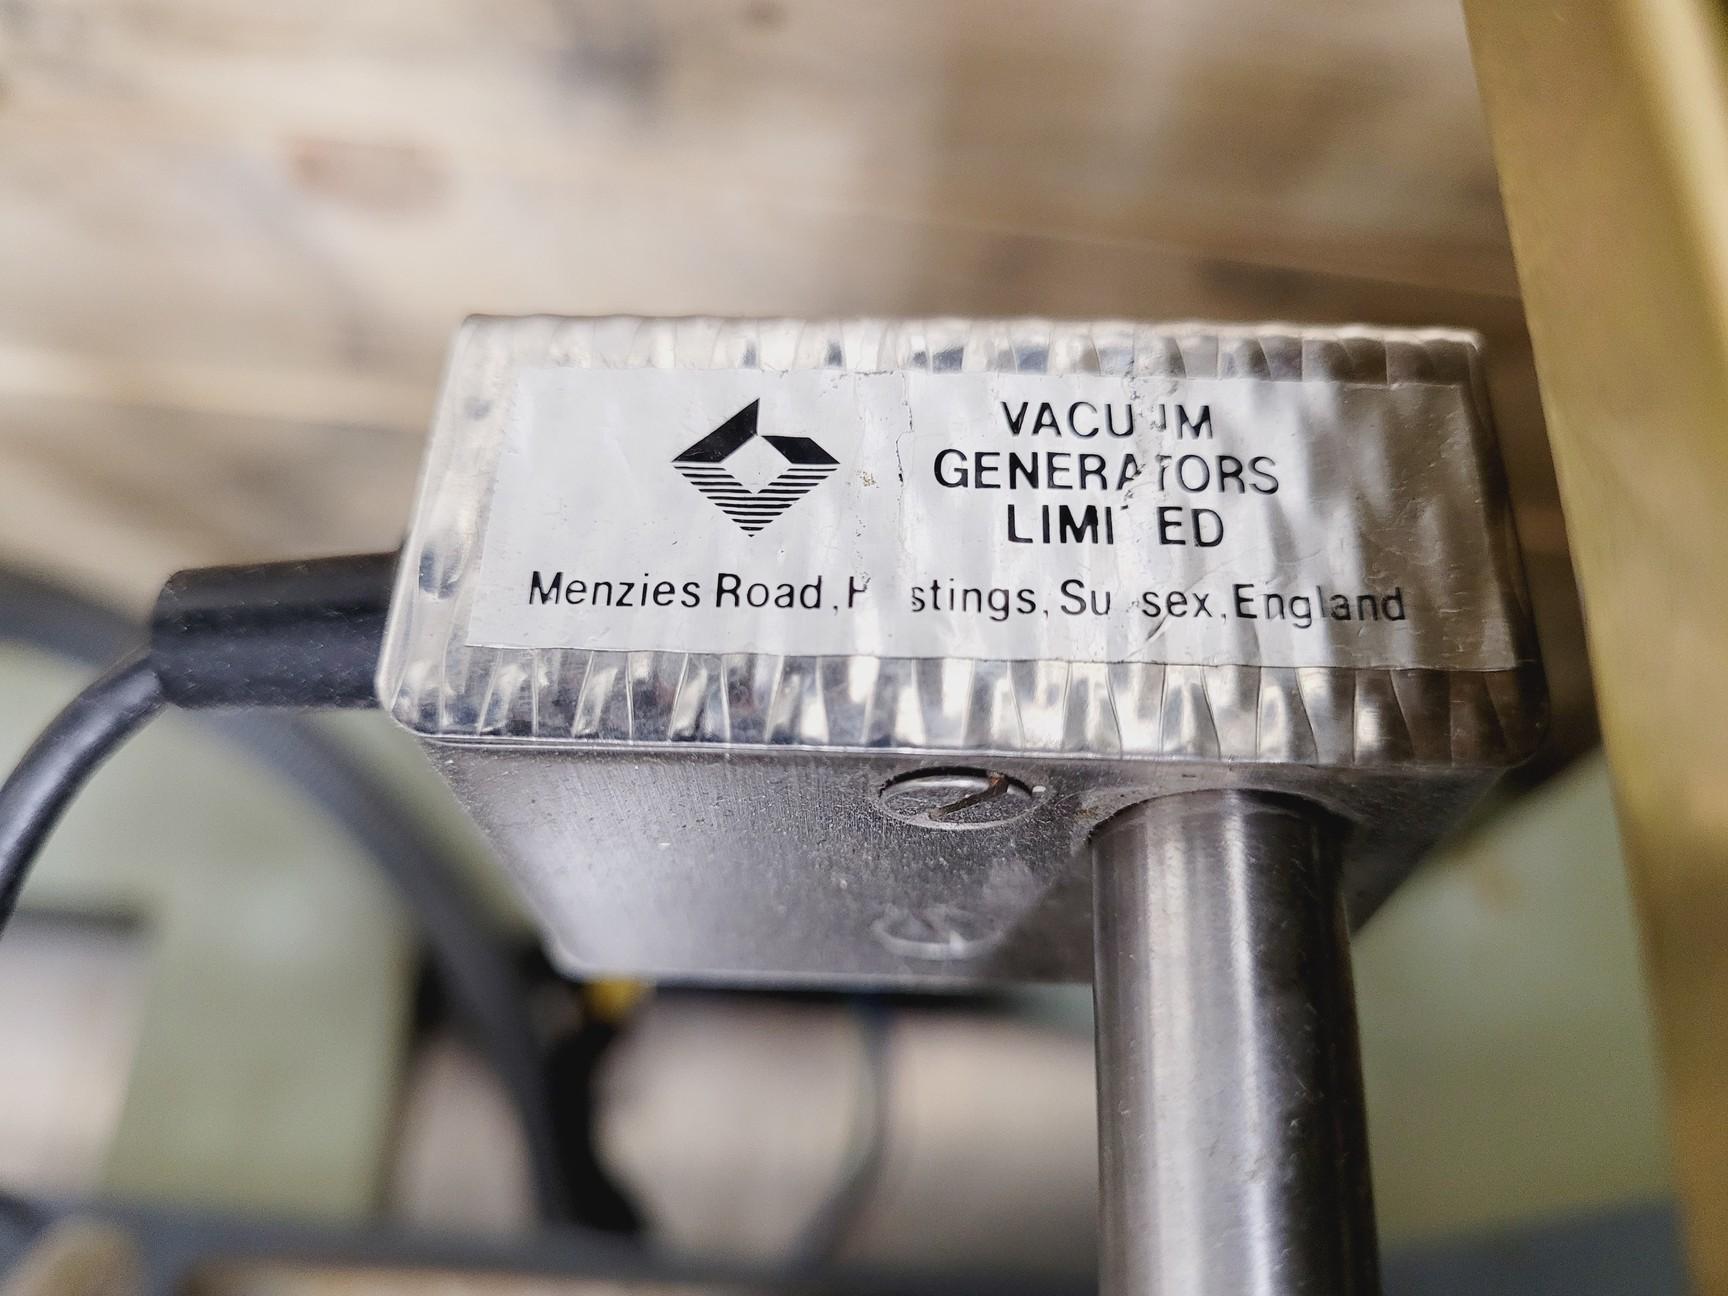 VACUUM
GENERATORS
LIMITED
Menzies Road, Hastings, Sussex, England